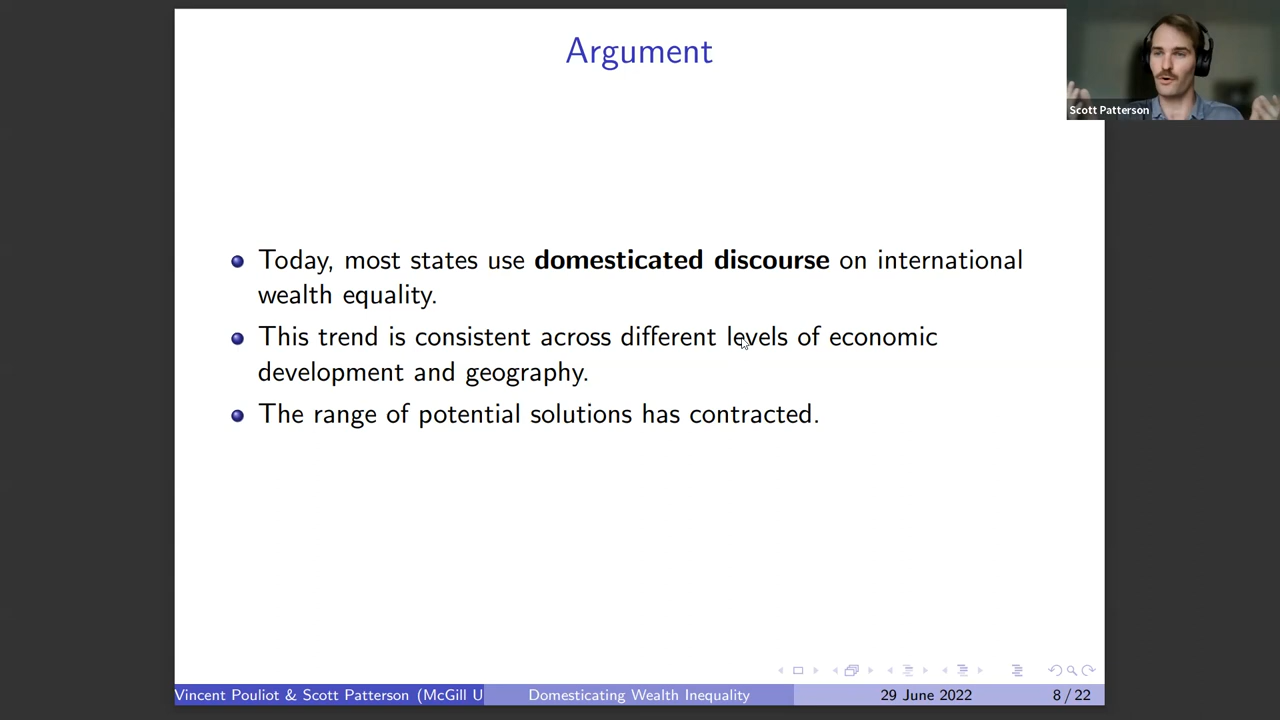 Argument
Scott Patterson
Today, most states use domesticated discourse on international
wealth equality.
This trend is consistent across different levels of economic
development and geography.
The range of potential solutions has contracted.
Vincent Pouliot & Scott Patterson (McGill U
Domesticating Wealth Inequality
29 June 2022
8 / 22